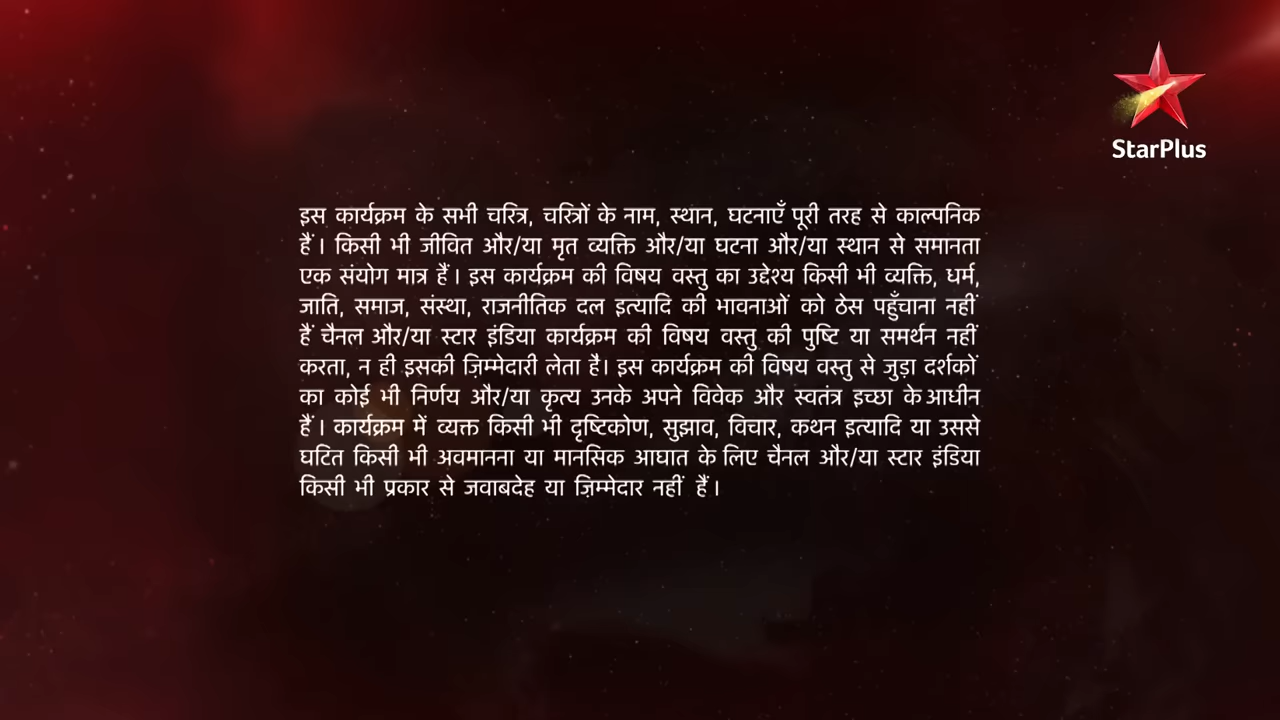 StarPlus
इस कार्यक्रम के सभी चरित्र, चरित्रों के नाम, स्थान, घटनाएँ पूरी तरह से काल्पनिक
हैं। किसी भी जीवित और/या मृत व्यक्ति और/या घटना और/या स्थान से समानता
एक संयोग मात्र हैं। इस कार्यक्रम की विषय वस्तु का उद्देश्य किसी भी व्यक्ति, धर्म,
जाति, समाज, संस्था, राजनीतिक दल इत्यादि की भावनाओं को ठेस पहुँचाना नहीं
हैं चैनल और/या स्टार इंडिया कार्यक्रम की विषय वस्तु की पुष्टि या समर्थन नहीं
करता, न ही इसकी ज़िम्मेदारी लेता है। इस कार्यक्रम की विषय वस्तु से जुड़ा दर्शकों
का कोई भी निर्णय और/या कृत्य उनके अपने विवेक और स्वतंत्र इच्छा के आधीन
हैं। कार्यक्रम में व्यक्त किसी भी दृष्टिकोण, सुझाव, विचार, कथन इत्यादि या उससे
घटित किसी भी अवमानना या मानसिक आघात के लिए चैनल और/या स्टार इंडिया
किसी भी प्रकार से जवाबदेह या ज़िम्मेदार नहीं हैं।